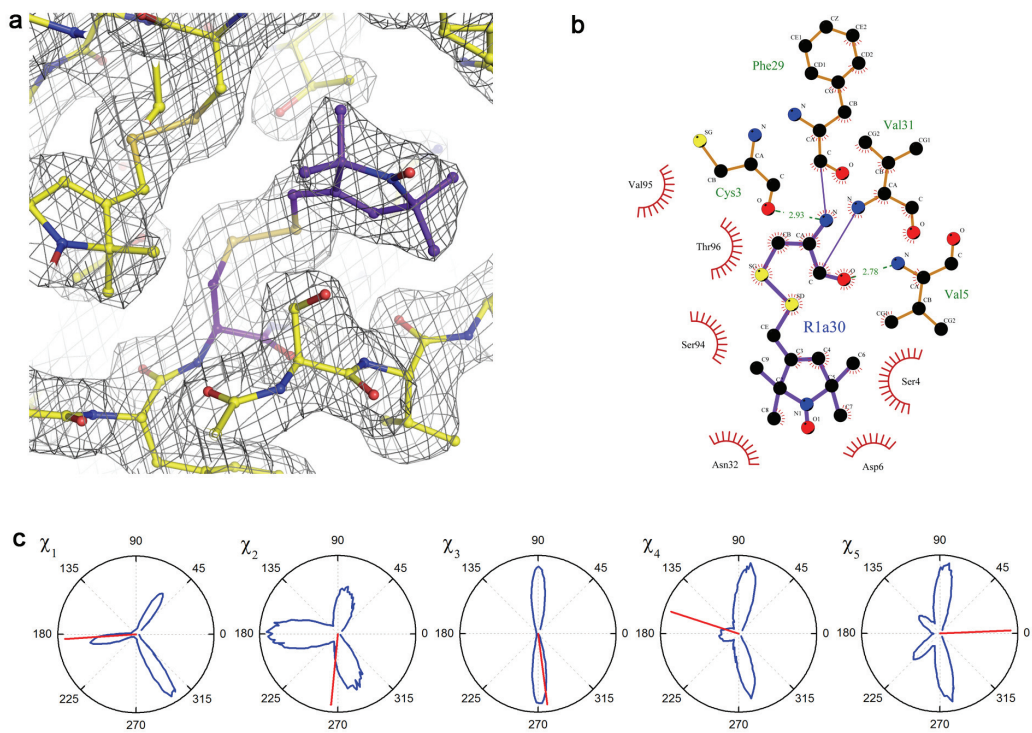 a
b
CZ
CE1
CE2
CD1
CD2
CG
Phe29
CB
N
CA
C
O
Val31
CG2
CG1
CB
CA
N
C
O
SG
N
CA
CB
C
Cys3
O
2.93
Val95
N
CB
CA
Thr96
SG
C
O
2.78
N
O
C
CA
Val5
CB
CG1
CG2
SD
R1a30
CE
Ser94
C9
C3
C4
C6
C5
Ser4
C8
N1
C7
O1
Asn32
Asp6
c
χ1 90 135 45 180 0 225 315 270
χ2 90 135 45 180 0 225 315 270
χ3 90 135 45 180 0 225 315 270
χ4 90 135 45 180 0 225 315 270
χ5 90 135 45 180 0 225 315 270